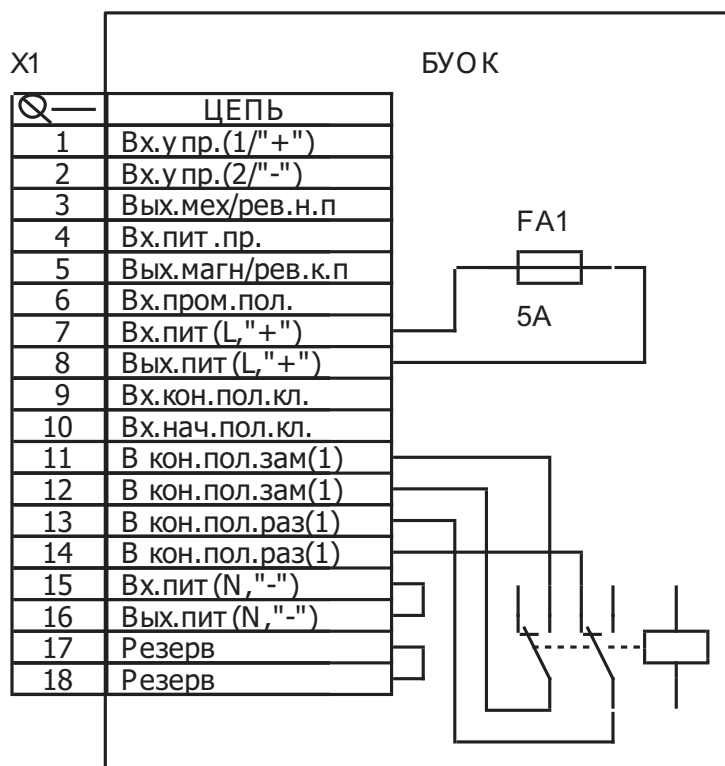 X1
БУОК
ЦЕПЬ
1 Вх.упр.(1/"+")
2 Вх.упр.(2/"-")
3 Вых.мех/рев.н.п
4 Вх.пит.пр.
5 Вых.магн/рев.к.п
6 Вх.пром.пол.
7 Вх.пит(L,"+")
8 Вых.пит(L,"+")
9 Вх.кон.пол.кл.
10 Вх.нач.пол.кл.
11 В кон.пол.зам(1)
12 В кон.пол.зам(1)
13 В кон.пол.раз(1)
14 В кон.пол.раз(1)
15 Вх.пит(N,"-")
16 Вых.пит(N,"-")
17 Резерв
18 Резерв
FA1
5A